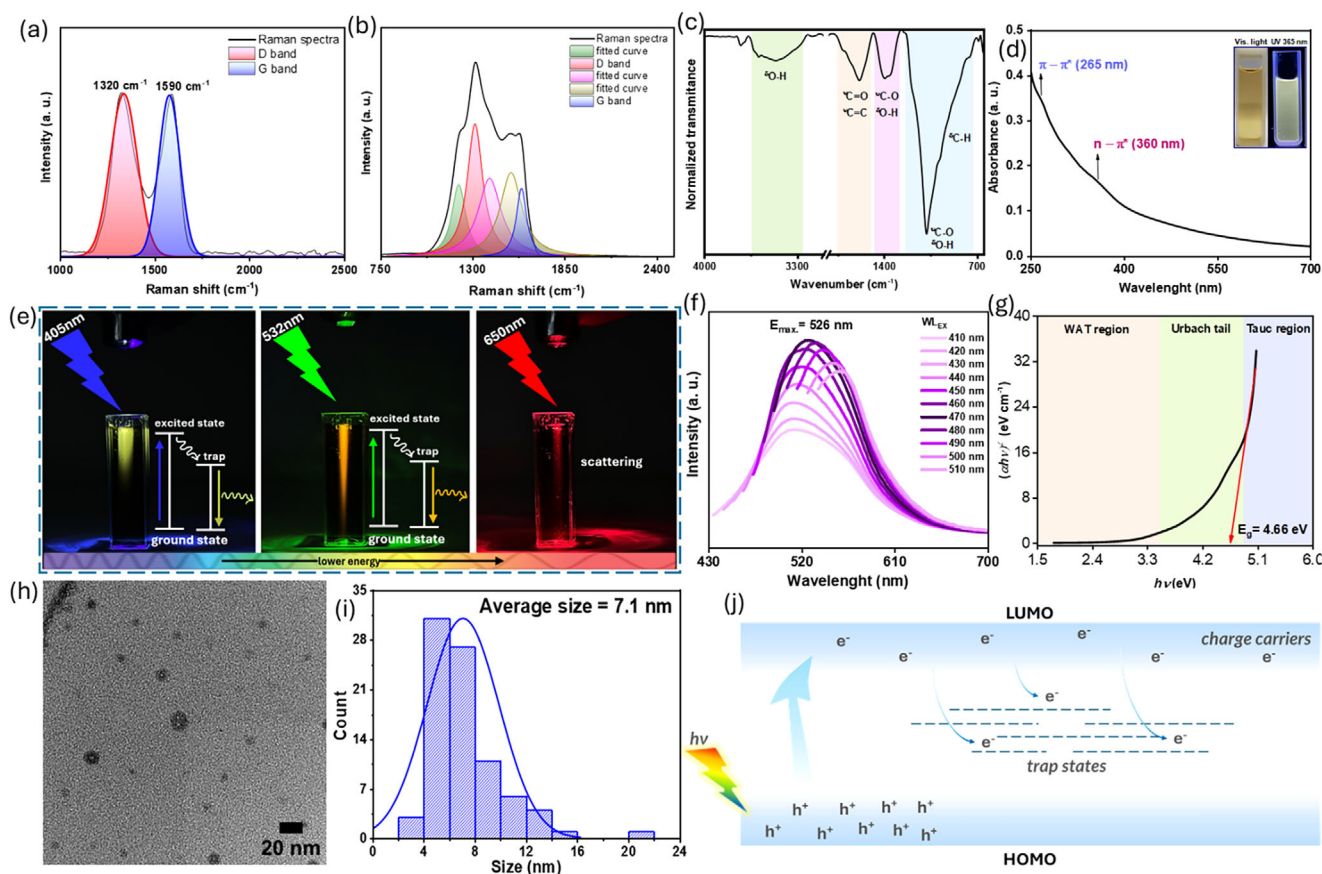 (a)
Raman spectra
D band
G band
1320 cm⁻¹
1590 cm⁻¹
Intensity (a. u.)
1000
1500
2000
2500
Raman shift (cm⁻¹)
(b)
Raman spectra
fitted curve
D band
fitted curve
fitted curve
G band
Intensity (a. u.)
750
1300
1850
2400
Raman shift (cm⁻¹)
(c)
Normalized transmitance
δO-H
νC=O
νC=C
νC-O
δO-H
δC-H
νC-O
δO-H
4000
3300
1400
700
Wavenumber (cm⁻¹)
(d)
Vis. light
UV 365 nm
π – π* (265 nm)
n – π* (360 nm)
Absorbance (a. u.)
0.5
0.4
0.3
0.2
0.1
0.0
250
400
550
700
Wavelenght (nm)
(e)
405nm
excited state
trap
ground state
532nm
excited state
trap
ground state
650nm
scattering
lower energy
(f)
Eₘₐₓ. = 526 nm
WL_EX
410 nm
420 nm
430 nm
440 nm
450 nm
460 nm
470 nm
480 nm
490 nm
500 nm
510 nm
Intensity (a. u.)
430
520
610
700
Wavelenght (nm)
(g)
WAT region
Urbach tail
Tauc region
(αhν)² (eV cm⁻¹)
40
32
24
16
8
0
E_g= 4.66 eV
1.5
2.4
3.3
4.2
5.1
6.0
hν(eV)
(h)
20 nm
(i)
Average size = 7.1 nm
Count
35
28
21
14
7
0
0
4
8
12
16
20
24
Size (nm)
(j)
LUMO
e⁻
e⁻
e⁻
e⁻
e⁻
e⁻
charge carriers
e⁻
e⁻
e⁻
trap states
hν
h⁺
h⁺
h⁺
h⁺
h⁺
h⁺
h⁺
h⁺
h⁺
HOMO